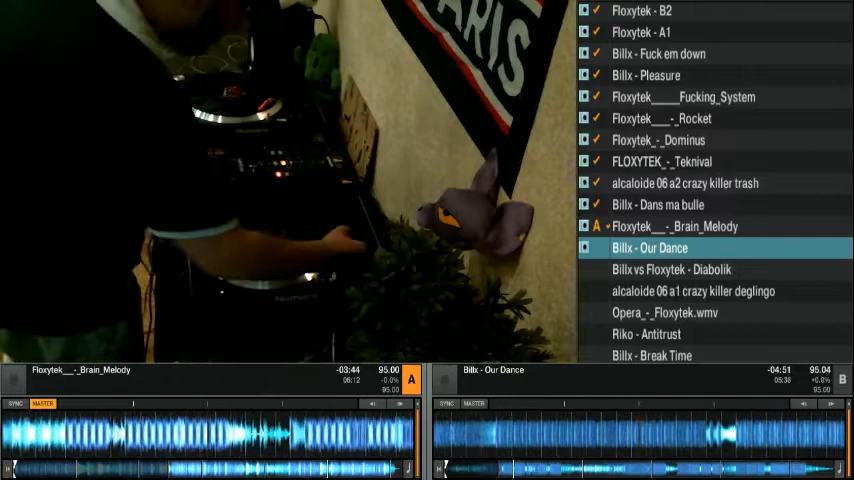 PARIS
Floxytek - B2
Floxytek - A1
Billx - Fuck em down
Billx - Pleasure
Floxytek_____Fucking_System
Floxytek___-_Rocket
Floxytek_-_Dominus
FLOXYTEK_-_Teknival
alcaloide 06 a2 crazy killer trash
Billx - Dans ma bulle
A Floxytek___-_Brain_Melody
Billx - Our Dance
Billx vs Floxytek - Diabolik
alcaloide 06 a1 crazy killer deglingo
Opera_-_Floxytek.wmv
Riko - Antitrust
Billx - Break Time
Floxytek___-_Brain_Melody -03:44 95.00
06:12 -0.0% A
95.00
SYNC MASTER
Billx - Our Dance -04:51 95.04
05:38 +0.0% B
95.00
SYNC MASTER